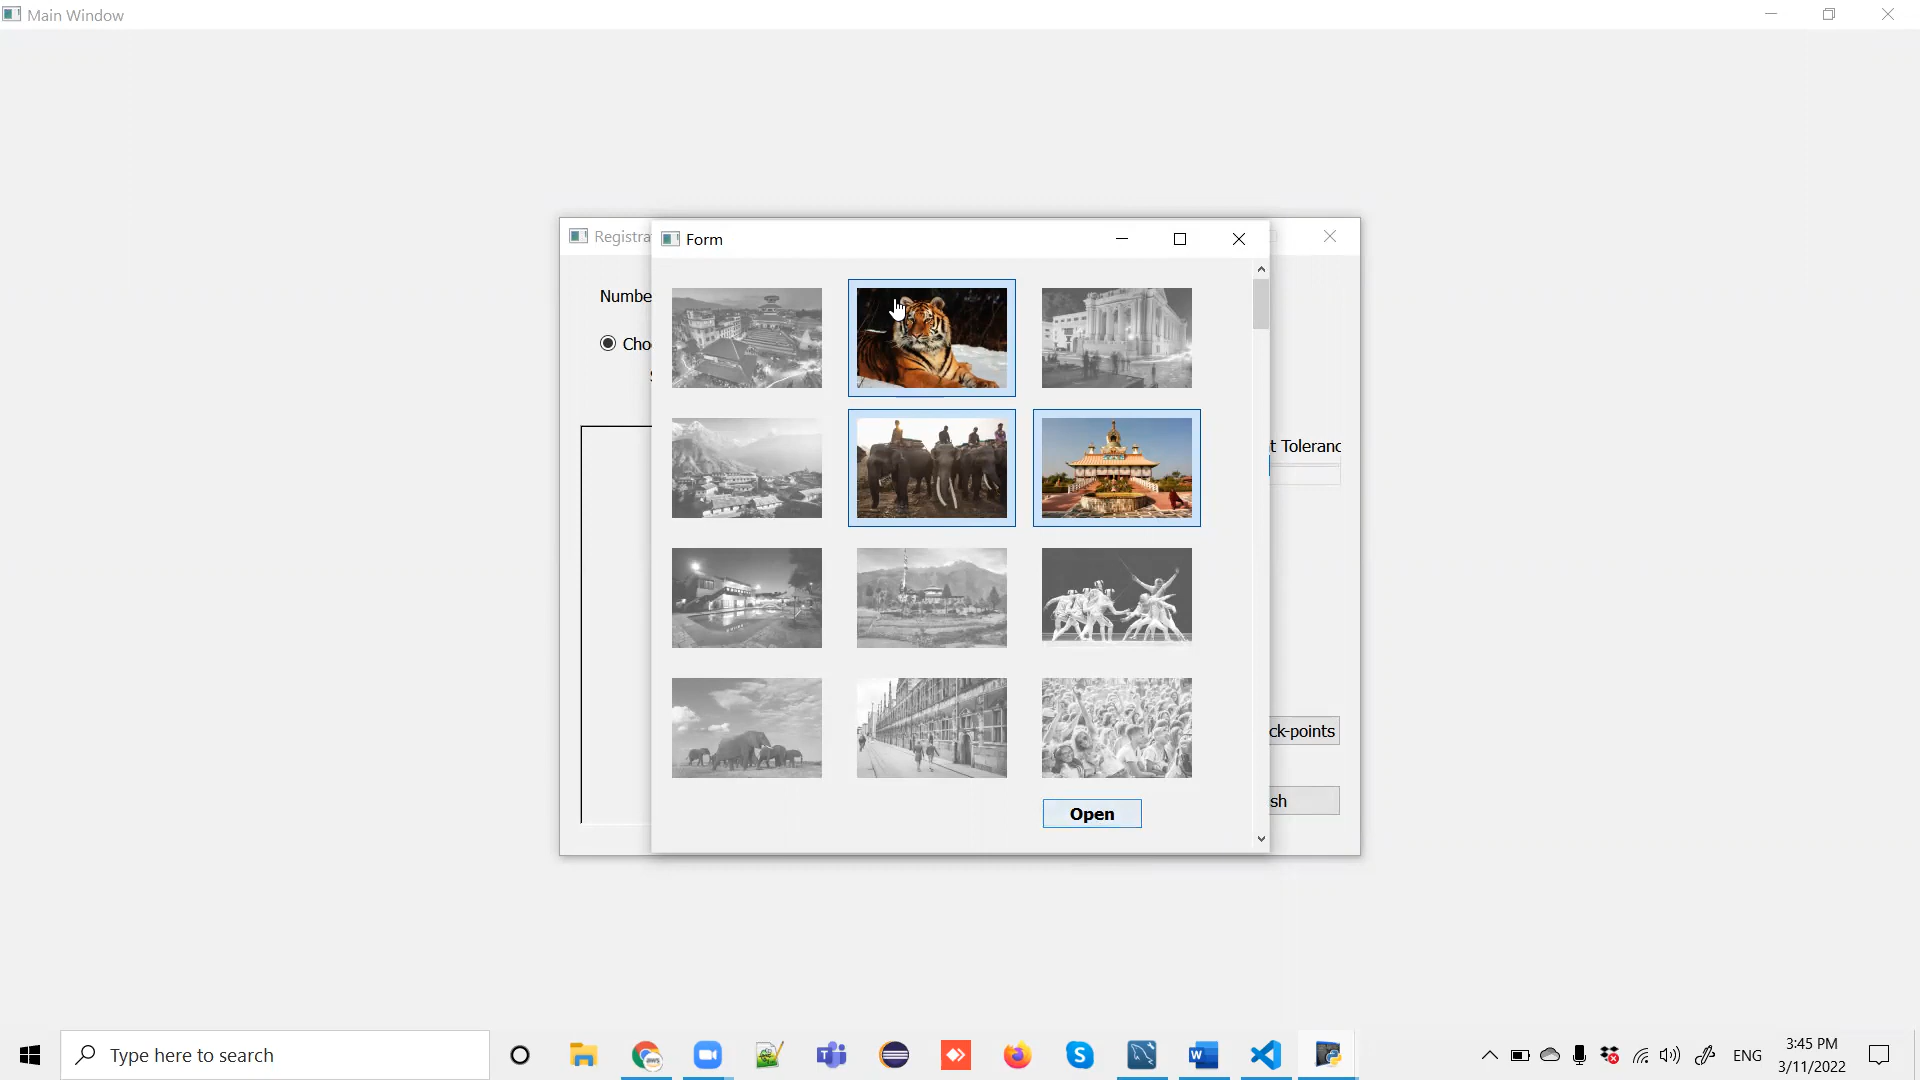 Main Window
Registra
Form
Numbe
Cho
t Toleranc
ck-points
sh
Open
Type here to search
ENG
3:45 PM
3/11/2022